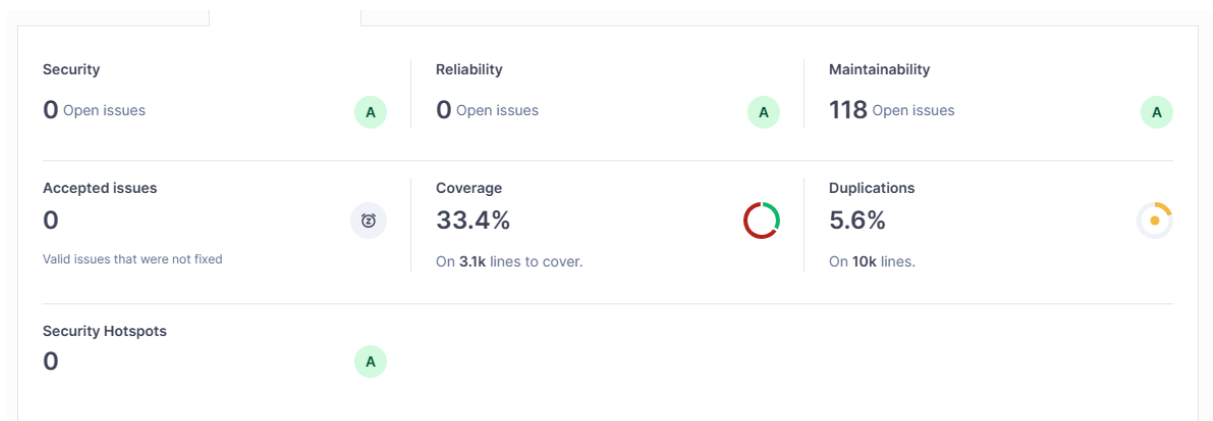 Security
0 Open issues
A
Reliability
0 Open issues
A
Maintainability
118 Open issues
A
Accepted issues
0
Valid issues that were not fixed
Coverage
33.4%
On 3.1k lines to cover.
Duplications
5.6%
On 10k lines.
Security Hotspots
0
A